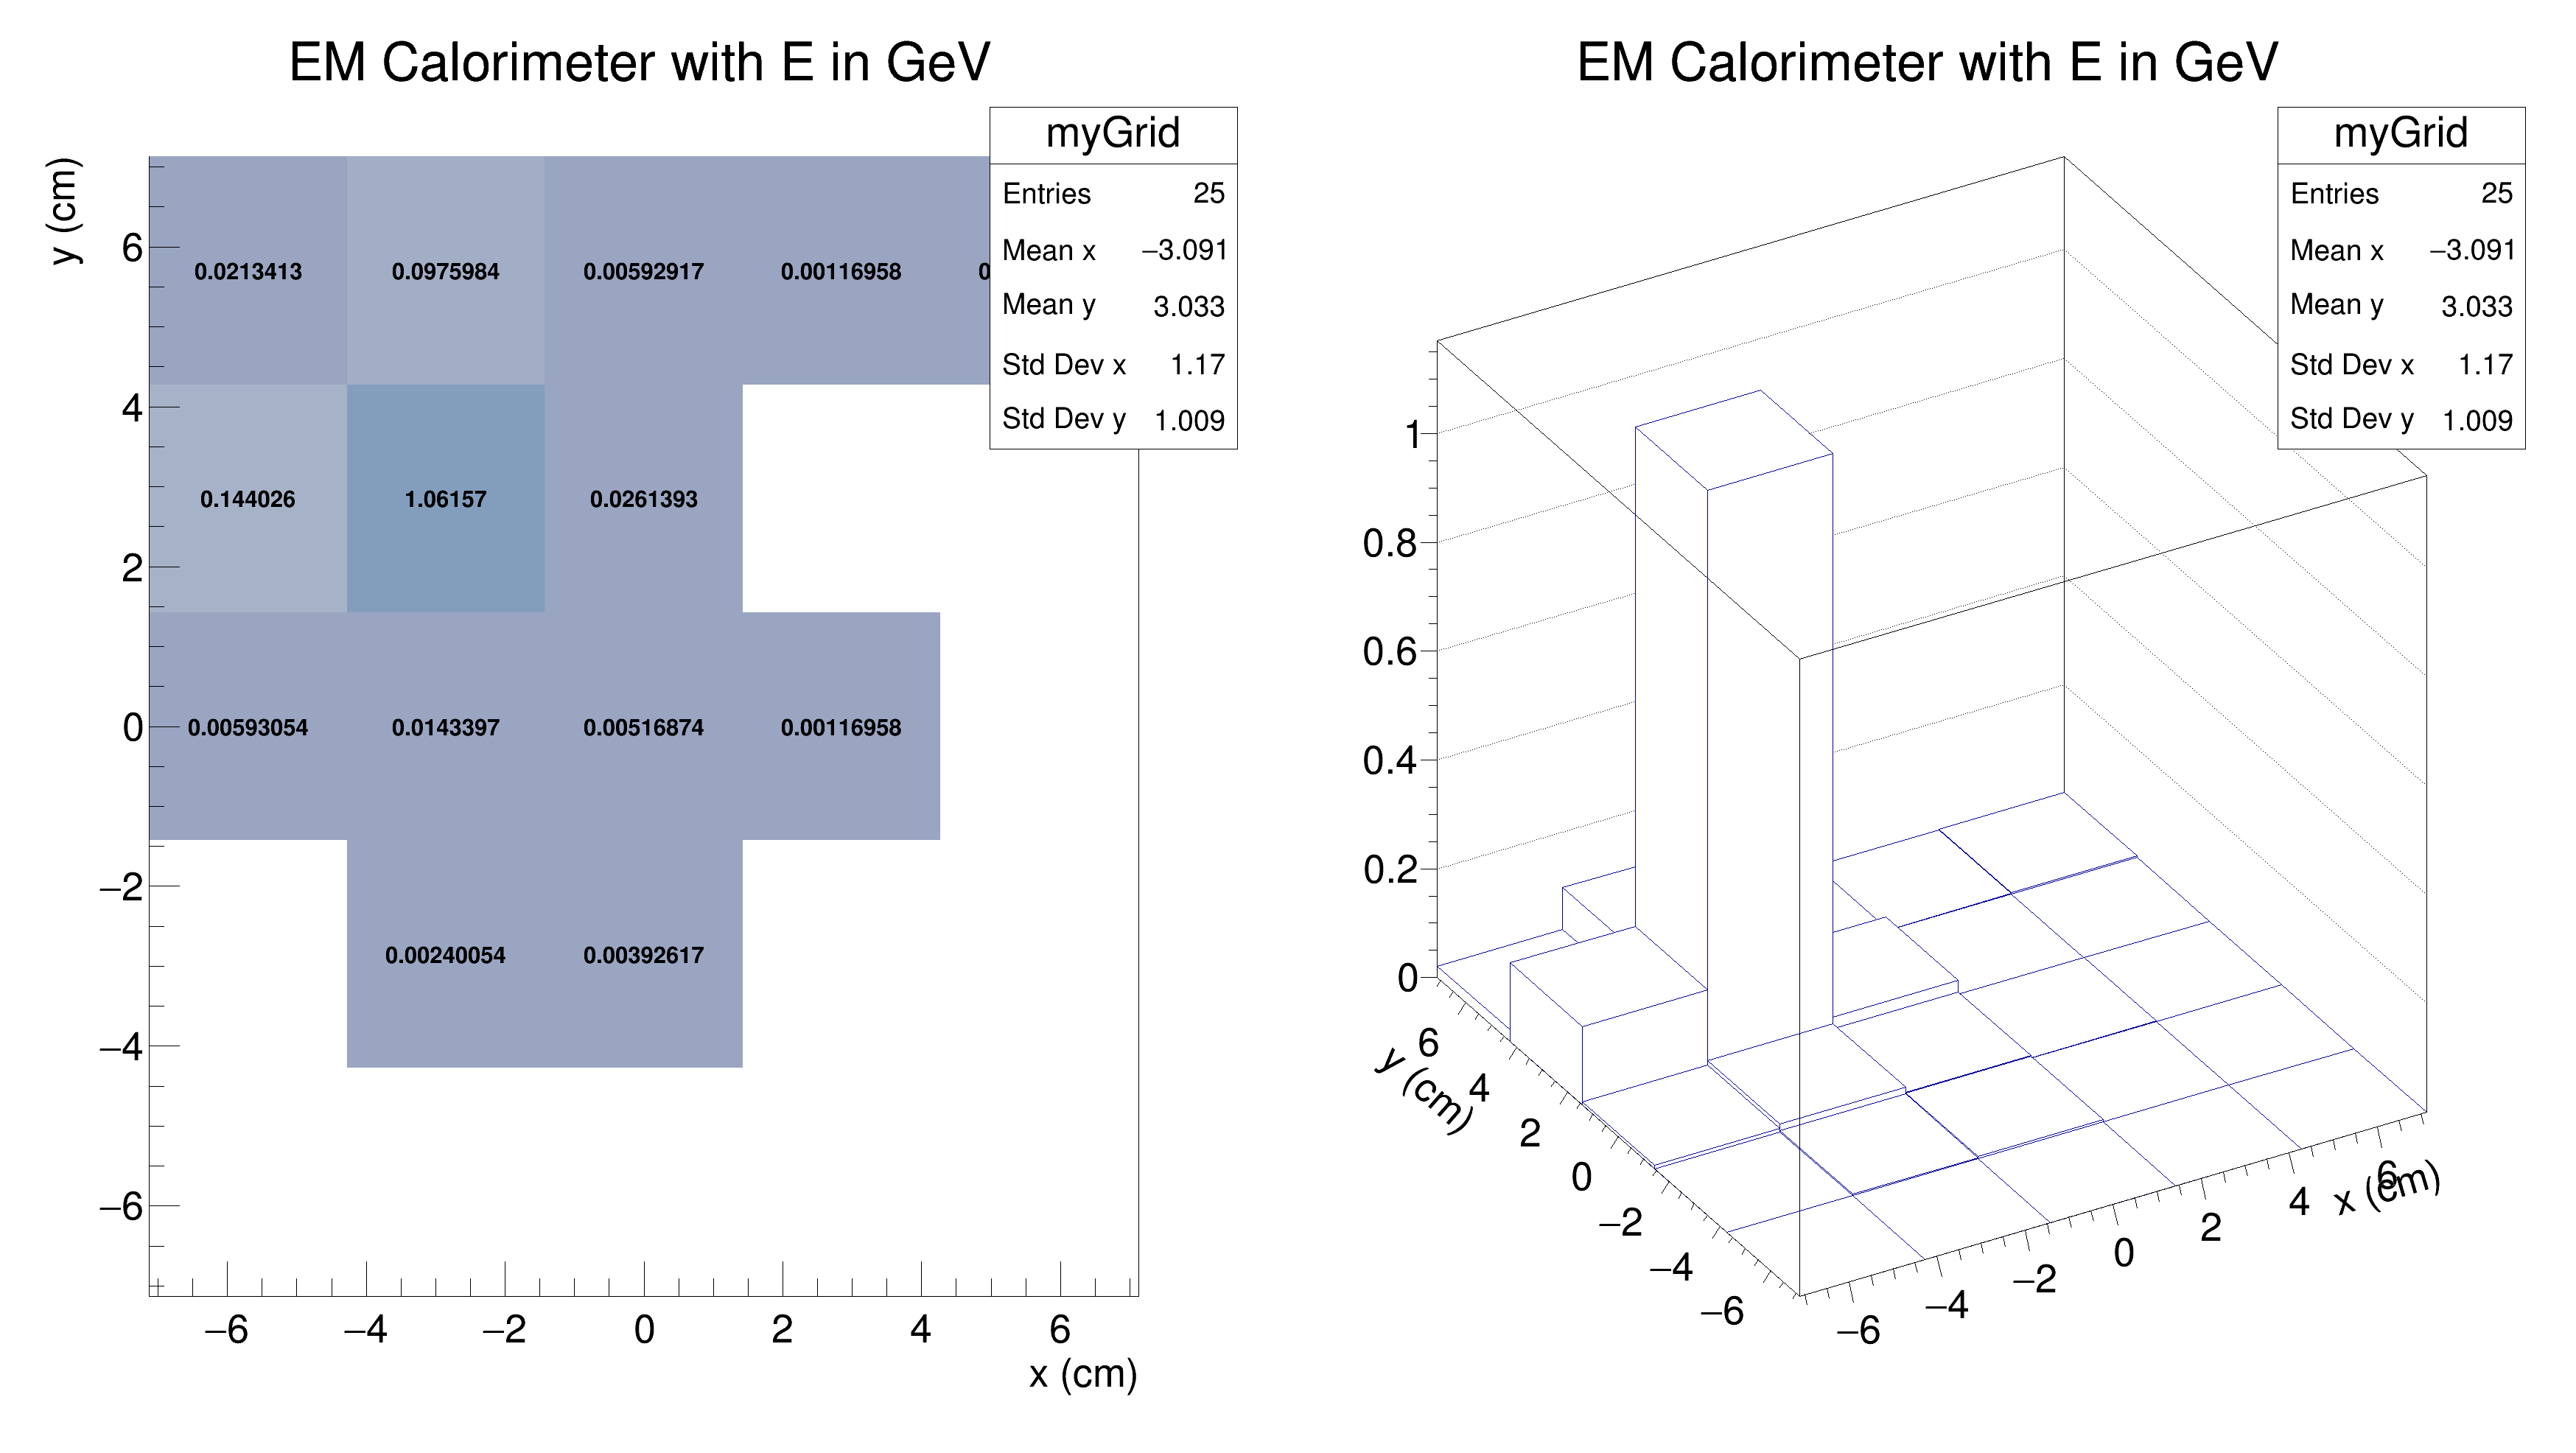 EM Calorimeter with E in GeV
myGrid
Entries 25
Mean x −3.091
Mean y 3.033
Std Dev x 1.17
Std Dev y 1.009
y (cm)
6
4
2
0
−2
−4
−6
0.0213413 0.0975984 0.00592917 0.00116958 0
0.144026 1.06157 0.0261393
0.00593054 0.0143397 0.00516874 0.00116958
0.00240054 0.00392617
−6 −4 −2 0 2 4 6
x (cm)
EM Calorimeter with E in GeV
myGrid
Entries 25
Mean x −3.091
Mean y 3.033
Std Dev x 1.17
Std Dev y 1.009
1
0.8
0.6
0.4
0.2
0
6
4
2
0
−2
−4
−6
y (cm)
−6 −4 −2 0 2 4 6
x (cm)